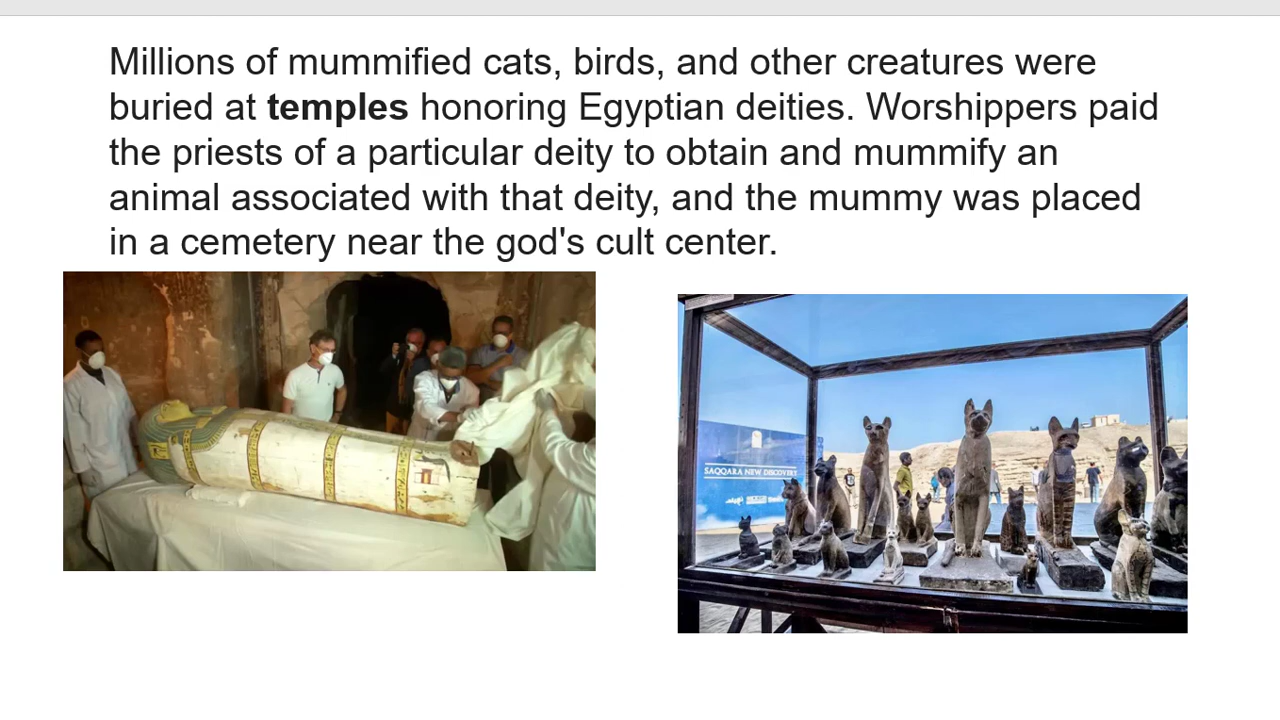 Millions of mummified cats, birds, and other creatures were
buried at temples honoring Egyptian deities. Worshippers paid
the priests of a particular deity to obtain and mummify an
animal associated with that deity, and the mummy was placed
in a cemetery near the god's cult center.
SAQQARA NEW DISCOVERY